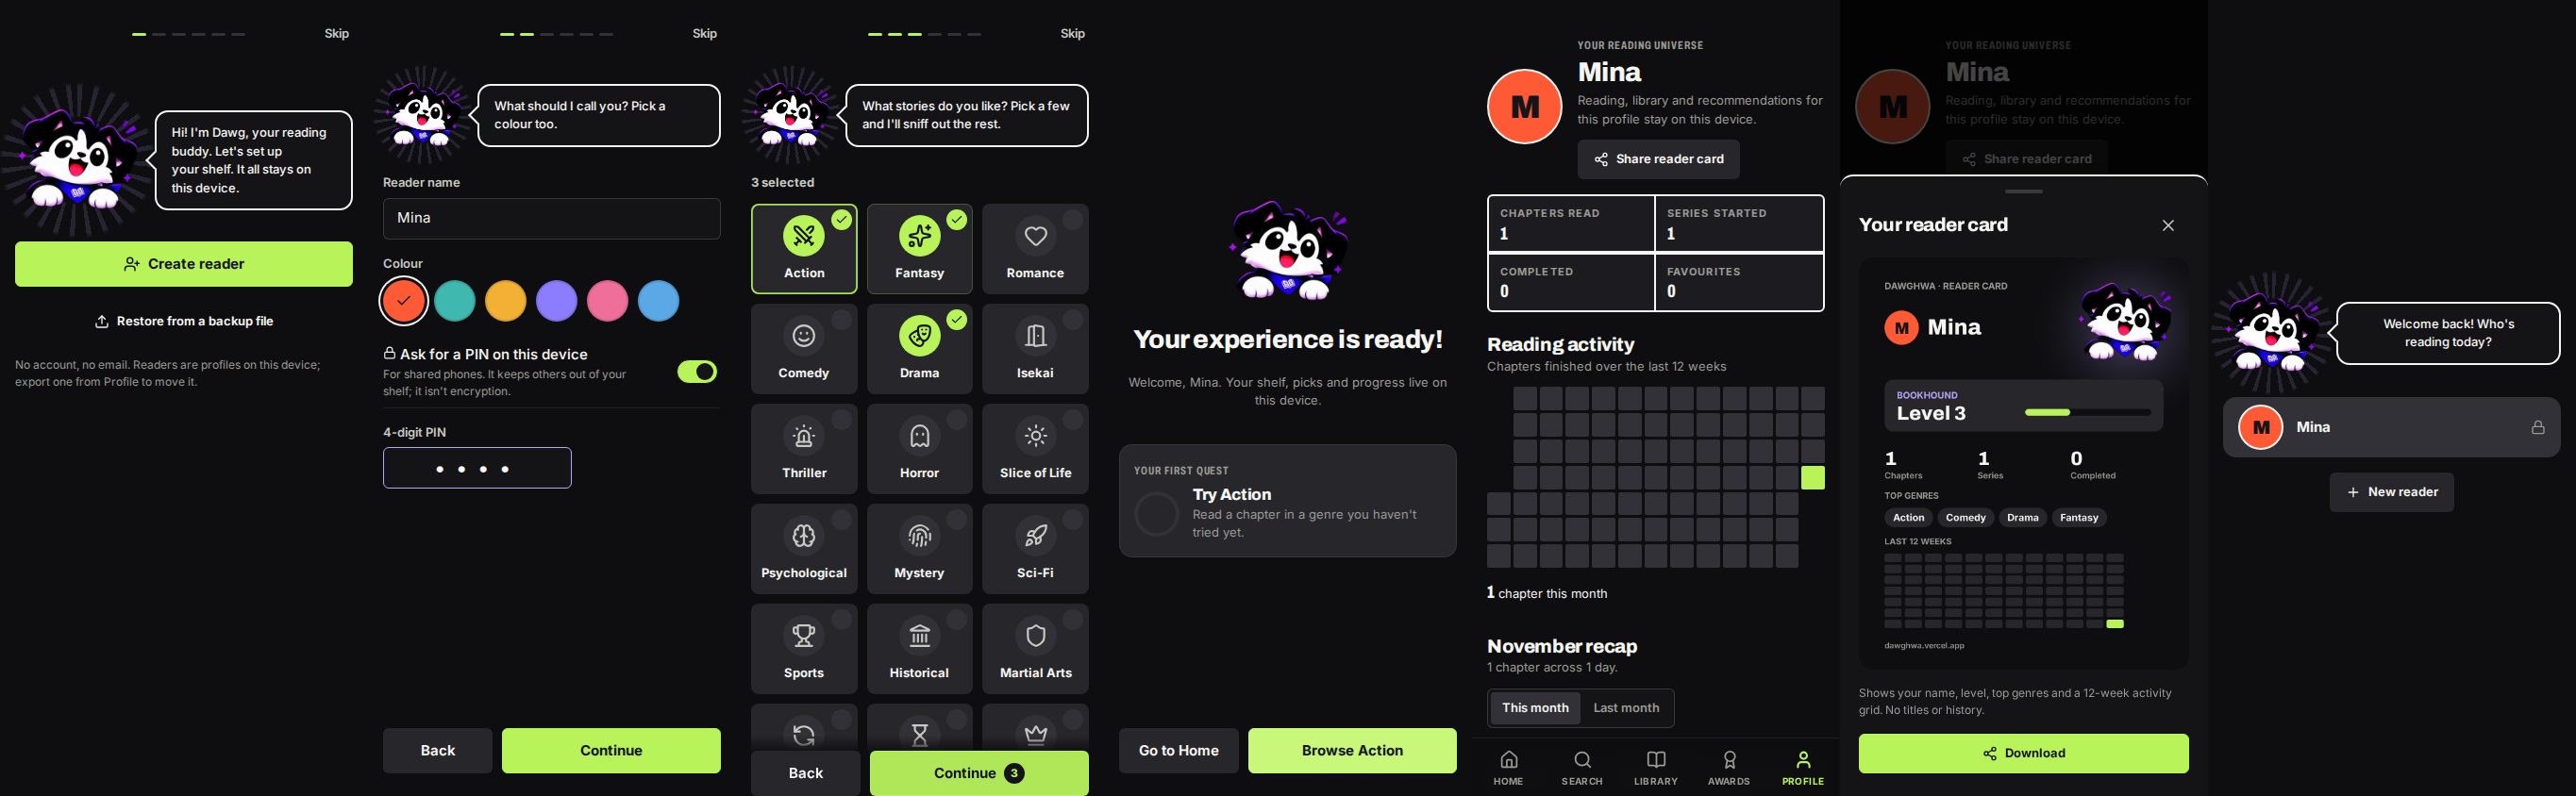 Skip
Hi! I'm Dawg, your reading
buddy. Let's set up
your shelf. It all stays on
this device.
Create reader
Restore from a backup file
No account, no email. Readers are profiles on this device;
export one from Profile to move it.
Skip
What should I call you? Pick a
colour too.
Reader name
Mina
Colour
Ask for a PIN on this device
For shared phones. It keeps others out of your
shelf; it isn't encryption.
4-digit PIN
Back
Continue
Skip
What stories do you like? Pick a few
and I'll sniff out the rest.
3 selected
Action
Fantasy
Romance
Comedy
Drama
Isekai
Thriller
Horror
Slice of Life
Psychological
Mystery
Sci-Fi
Sports
Historical
Martial Arts
Back
Continue 3
Your experience is ready!
Welcome, Mina. Your shelf, picks and progress live on
this device.
YOUR FIRST QUEST
Try Action
Read a chapter in a genre you haven't
tried yet.
Go to Home
Browse Action
YOUR READING UNIVERSE
Mina
M
Reading, library and recommendations for
this profile stay on this device.
Share reader card
CHAPTERS READ
1
SERIES STARTED
1
COMPLETED
0
FAVOURITES
0
Reading activity
Chapters finished over the last 12 weeks
1 chapter this month
November recap
1 chapter across 1 day.
This month
Last month
HOME
SEARCH
LIBRARY
AWARDS
PROFILE
YOUR READING UNIVERSE
Mina
M
Reading, library and recommendations for
this profile stay on this device.
Share reader card
Your reader card
DAWGHWA · READER CARD
M
Mina
BOOKHOUND
Level 3
1
Chapters
1
Series
0
Completed
TOP GENRES
Action
Comedy
Drama
Fantasy
LAST 12 WEEKS
dawghwa.vercel.app
Shows your name, level, top genres and a 12-week activity
grid. No titles or history.
Download
Welcome back! Who's
reading today?
M
Mina
New reader